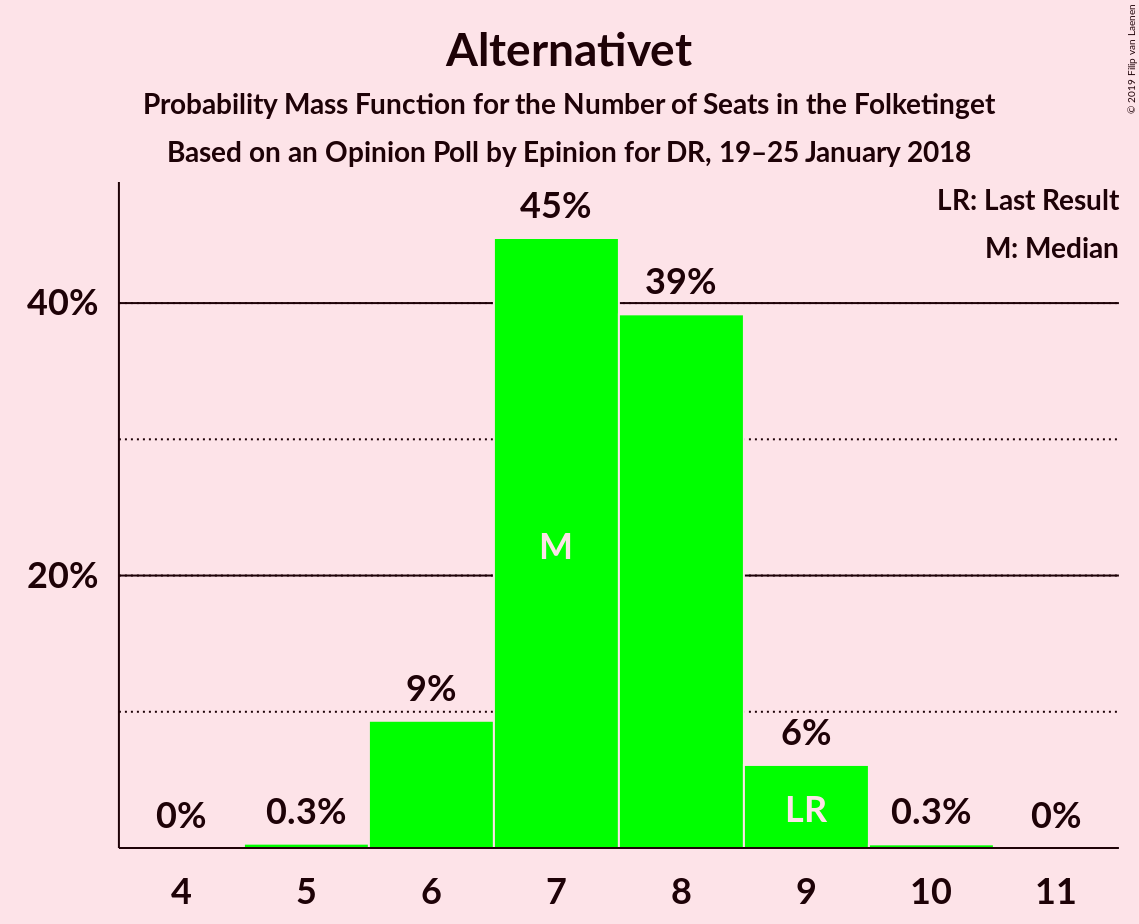 Alternativet
Probability Mass Function for the Number of Seats in the Folketinget
Based on an Opinion Poll by Epinion for DR, 19–25 January 2018
© 2019 Filip van Laenen
LR: Last Result
M: Median
45%
39%
40%
M
20%
9%
6%
LR
0%
0.3%
0.3%
0%
4
5
6
7
8
9
10
11